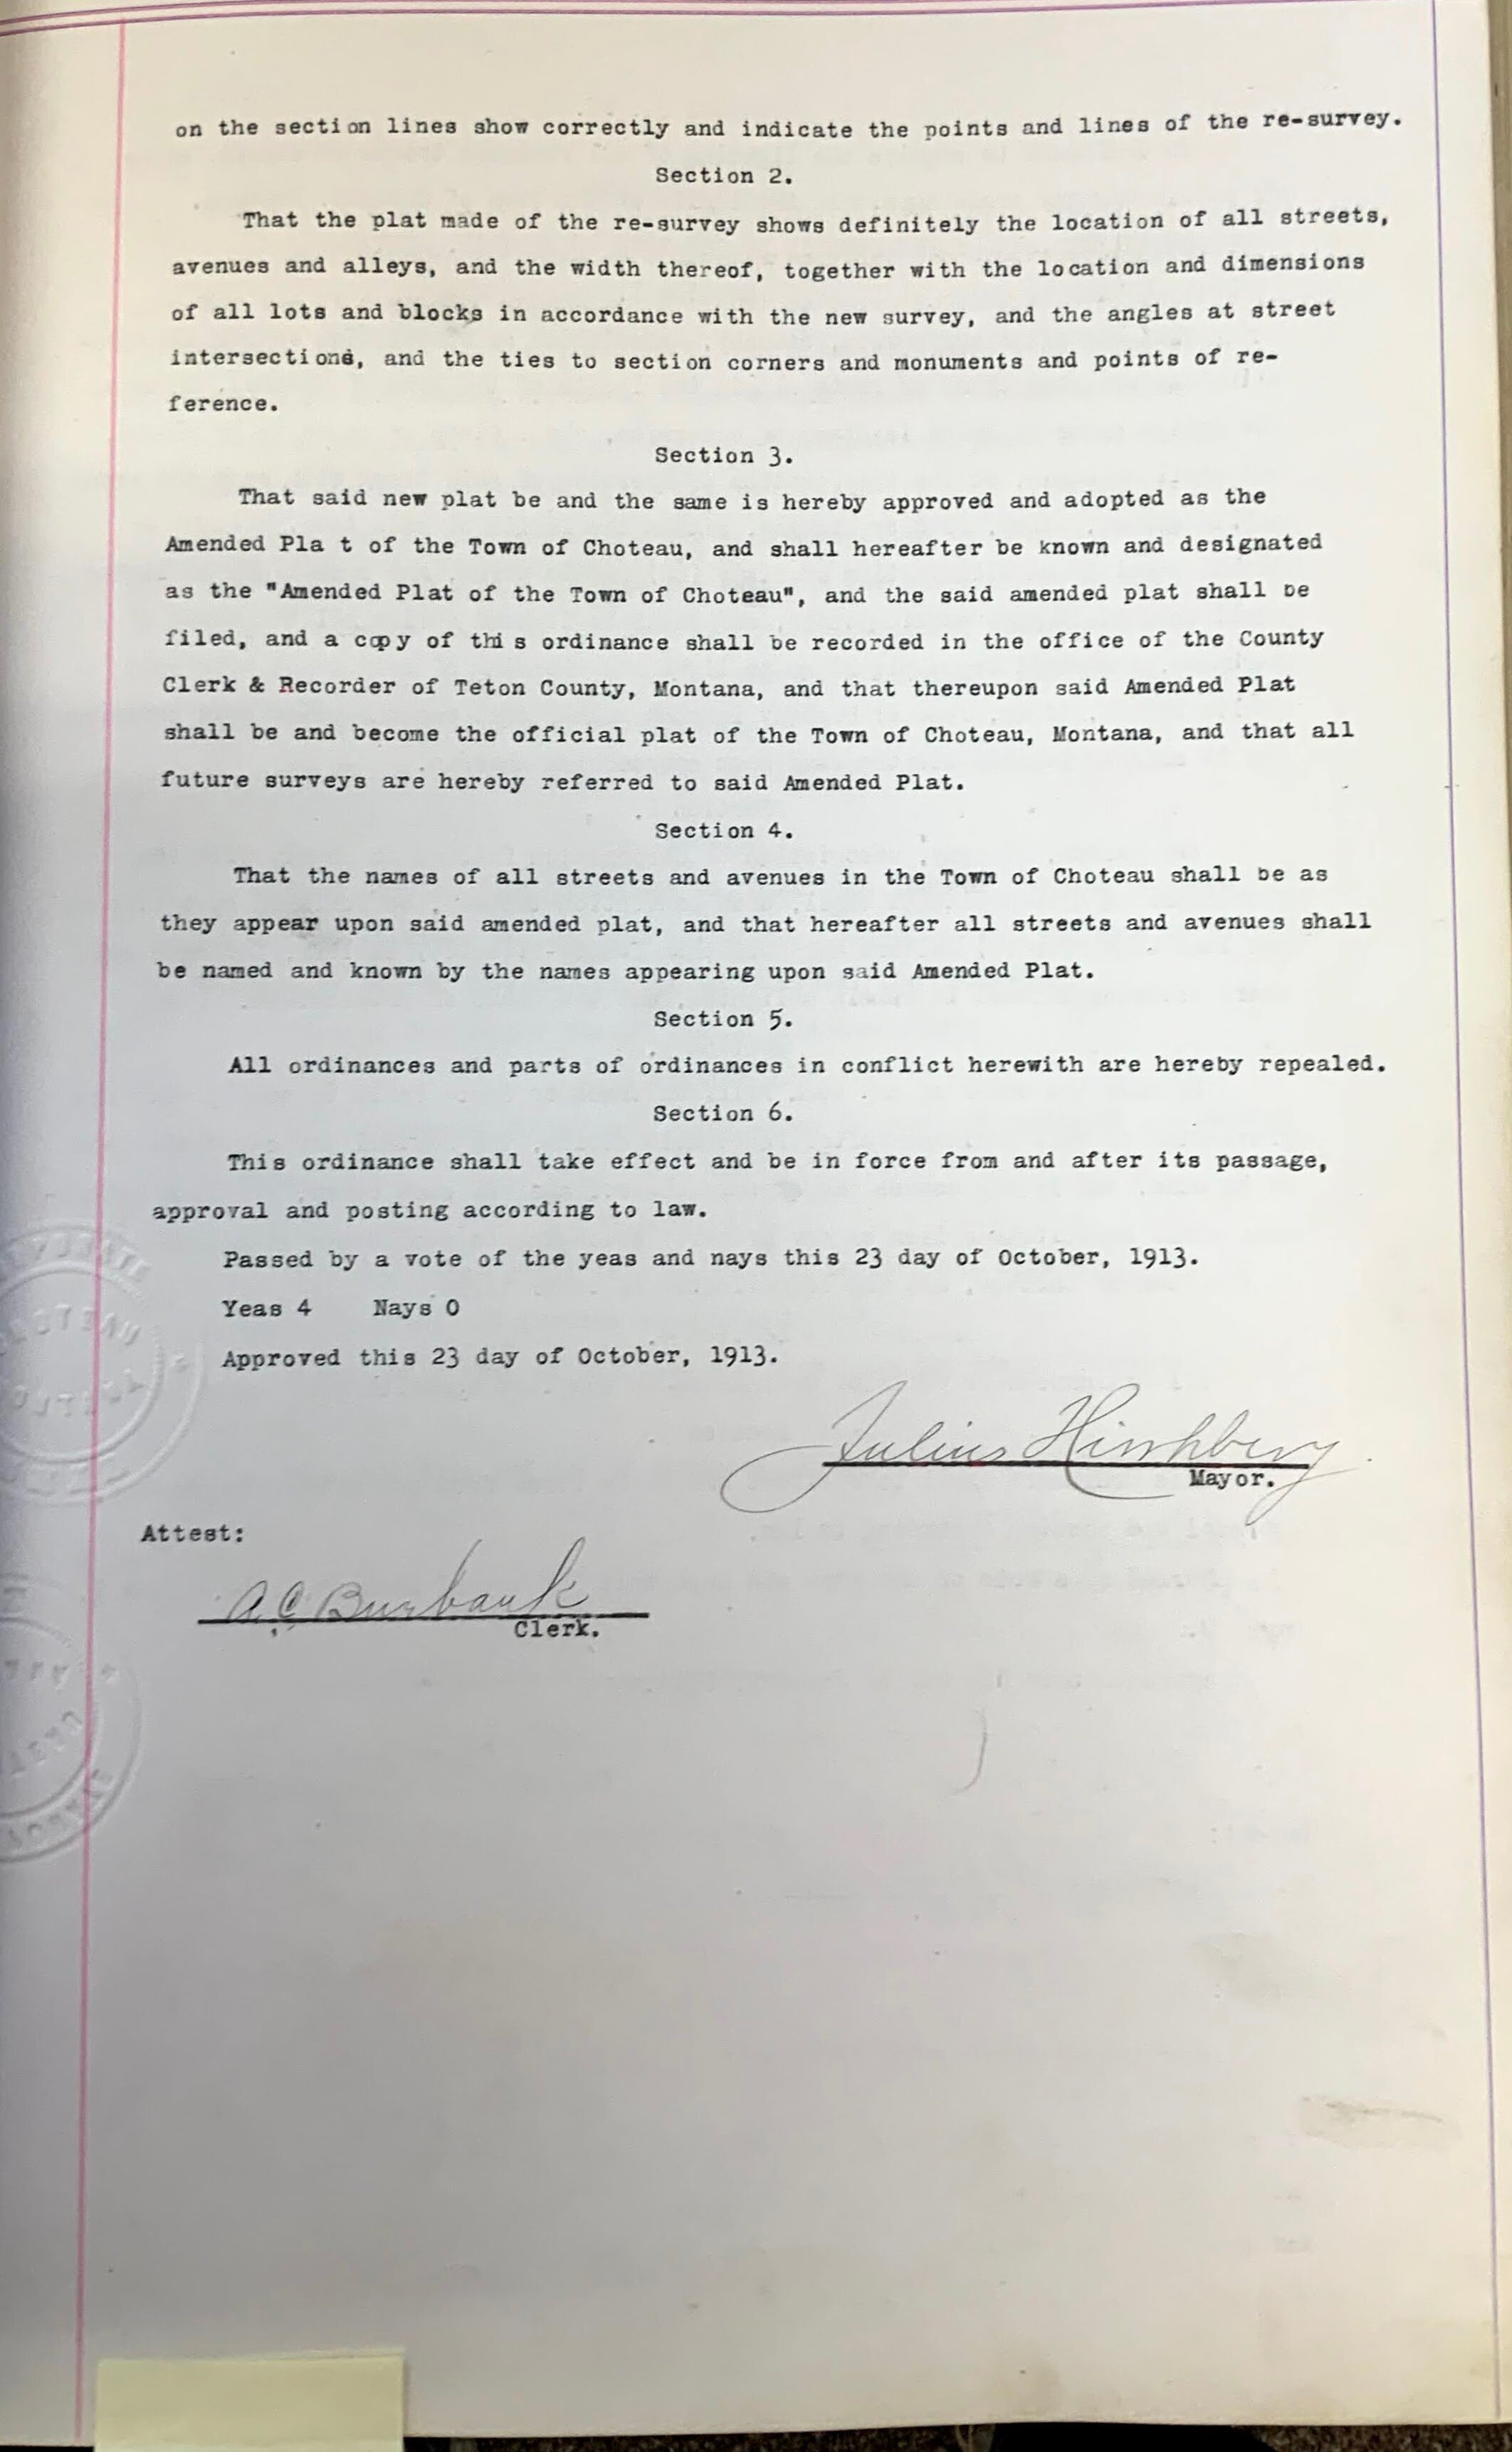 on the section lines show correctly and indicate the points and lines of the re-survey.
Section 2.
That the plat made of the re-survey shows definitely the location of all streets,
avenues and alleys, and the width thereof, together with the location and dimensions
of all lots and blocks in accordance with the new survey, and the angles at street
intersections, and the ties to section corners and monuments and points of re-
ference.
Section 3.
That said new plat be and the same is hereby approved and adopted as the
Amended Pla t of the Town of Choteau, and shall hereafter be known and designated
as the "Amended Plat of the Town of Choteau", and the said amended plat shall be
filed, and a copy of thi s ordinance shall be recorded in the office of the County
Clerk & Recorder of Teton County, Montana, and that thereupon said Amended Plat
shall be and become the official plat of the Town of Choteau, Montana, and that all
future surveys are hereby referred to said Amended Plat.
Section 4.
That the names of all streets and avenues in the Town of Choteau shall be as
they appear upon said amended plat, and that hereafter all streets and avenues shall
be named and known by the names appearing upon said Amended Plat.
Section 5.
All ordinances and parts of ordinances in conflict herewith are hereby repealed.
Section 6.
This ordinance shall take effect and be in force from and after its passage,
approval and posting according to law.
Passed by a vote of the yeas and nays this 23 day of October, 1913.
Yeas 4 Nays 0
Approved this 23 day of October, 1913.
Julius Hirshberg
Mayor.
Attest:
A.C. Burbank
Clerk.